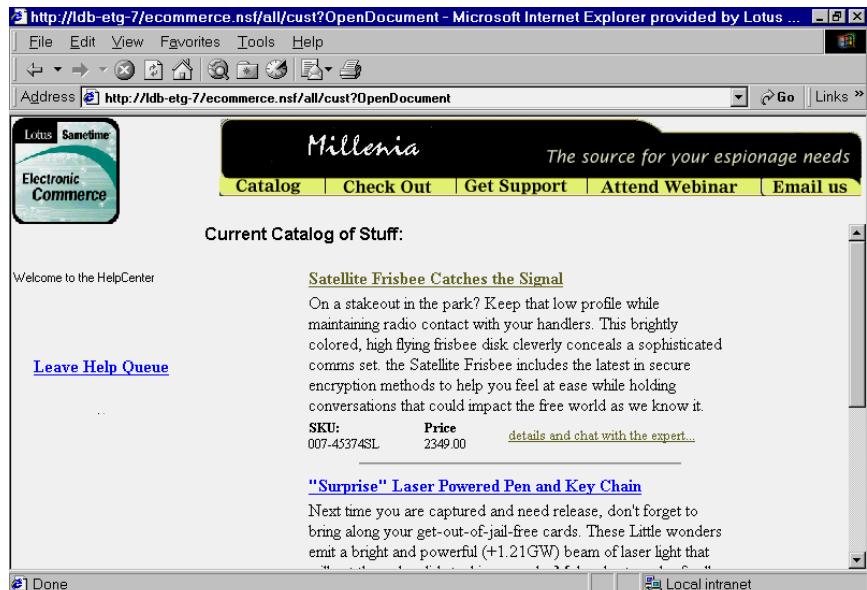 http://ldb-etg-7/ecommerce.nsf/all/cust?OpenDocument - Microsoft Internet Explorer provided by Lotus ...
File Edit View Favorites Tools Help
Address http://ldb-etg-7/ecommerce.nsf/all/cust?OpenDocument Go Links »
Lotus Sametime
Electronic
Commerce
Millenia
The source for your espionage needs
Catalog Check Out Get Support Attend Webinar Email us
Current Catalog of Stuff:
Welcome to the HelpCenter
Leave Help Queue
Satellite Frisbee Catches the Signal
On a stakeout in the park? Keep that low profile while
maintaining radio contact with your handlers. This brightly
colored, high flying frisbee disk cleverly conceals a sophisticated
comms set. the Satellite Frisbee includes the latest in secure
encryption methods to help you feel at ease while holding
conversations that could impact the free world as we know it.
SKU: Price
007-45374SL 2349.00 details and chat with the expert...
"Surprise" Laser Powered Pen and Key Chain
Next time you are captured and need release, don't forget to
bring along your get-out-of-jail-free cards. These Little wonders
emit a bright and powerful (+1.21GW) beam of laser light that
Done Local intranet